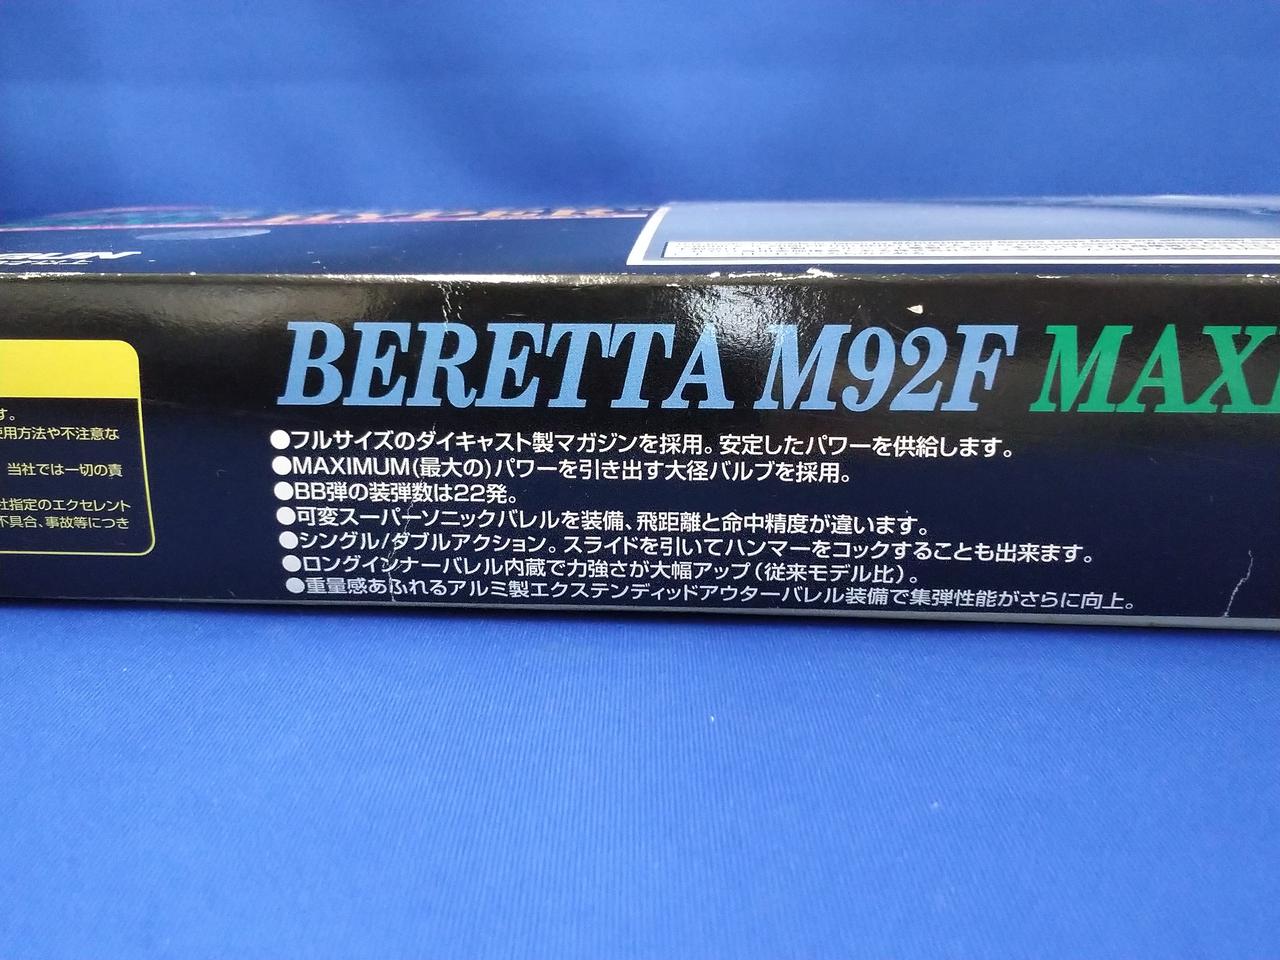 BERETTA M92F MAX
●フルサイズのダイキャスト製マガジンを採用。安定したパワーを供給します。
●MAXIMUM(最大の)パワーを引き出す大径バルブを採用。
●BB弾の装弾数は22発。
●可変スーパーソニックバレルを装備、飛距離と命中精度が違います。
●シングル/ダブルアクション。スライドを引いてハンマーをコックすることも出来ます。
●ロングインナーバレル内蔵で力強さが大幅アップ(従来モデル比)。
●重量感あふれるアルミ製エクステンディッドアウターバレル装備で集弾性能がさらに向上。
す。
使用方法や不注意な
当社では一切の責
社指定のエクセレント
不具合、事故等につき